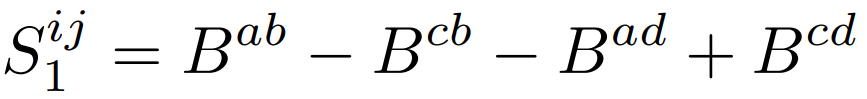 $S_1^{ij} = B^{ab} - B^{cb} - B^{ad} + B^{cd}$